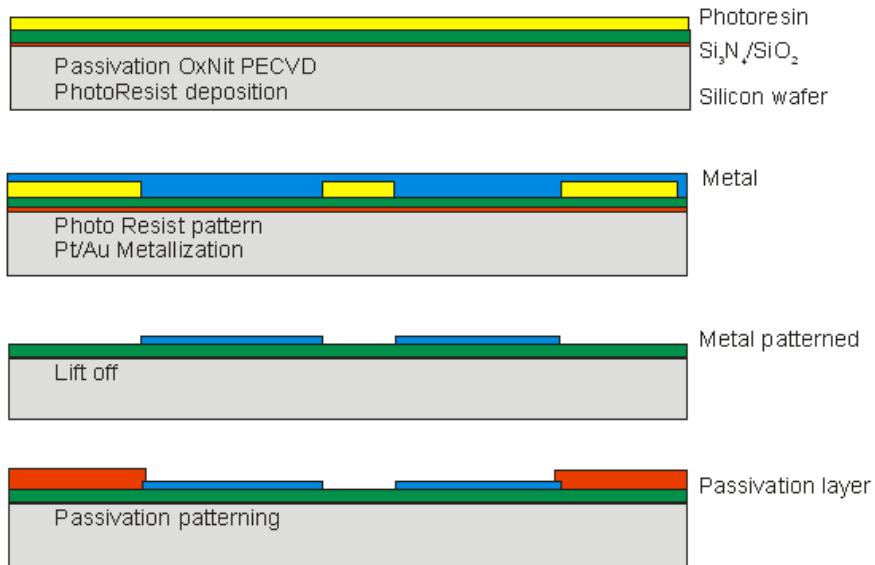 Photoresin
Si₃N₄/SiO₂
Passivation OxNit PECVD
PhotoResist deposition
Silicon wafer
Metal
Photo Resist pattern
Pt/Au Metallization
Metal patterned
Lift off
Passivation layer
Passivation patterning